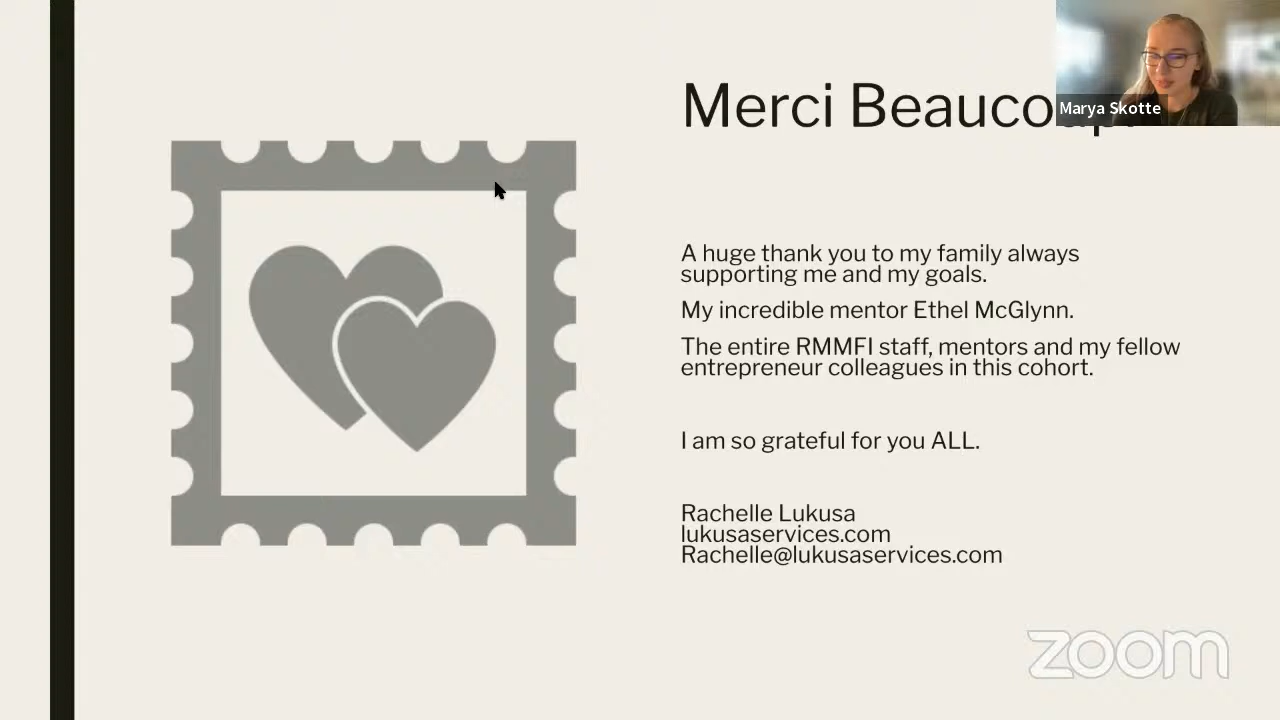 Merci
Marya Skotte
A huge thank you to my family always
supporting me and my goals.
My incredible mentor Ethel McGlynn.
The entire RMMFI staff, mentors and my fellow
entrepreneur colleagues in this cohort.
I am so grateful for you ALL.
Rachelle Lukusa
lukusaservices.com
Rachelle@lukusaservices.com
zoom